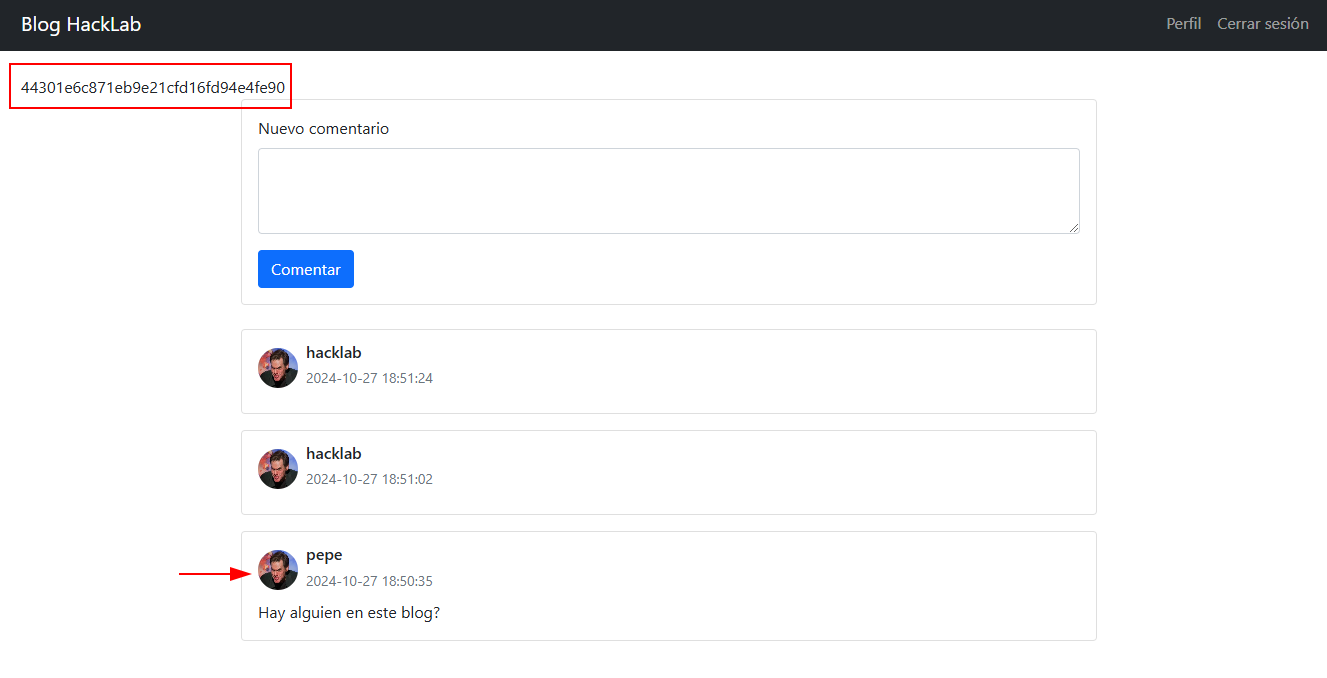 Blog HackLab
Perfil Cerrar sesión
44301e6c871eb9e21cfd16fd94e4fe90
Nuevo comentario
Comentar
hacklab
2024-10-27 18:51:24
hacklab
2024-10-27 18:51:02
pepe
2024-10-27 18:50:35
Hay alguien en este blog?